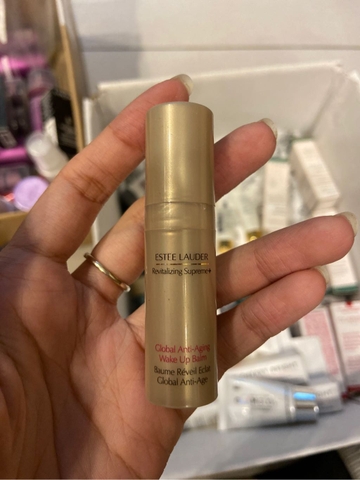 ESTEE LAUDER
Revitalizing Supreme+
Global Anti-Aging
Wake Up Balm
Baume Réveil Éclat
Global Anti-Age